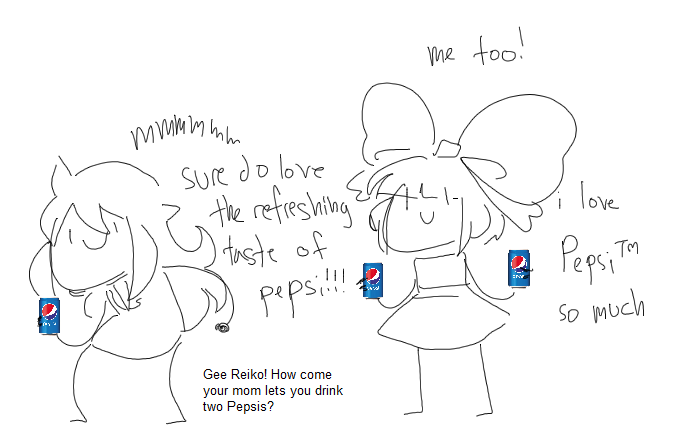 mmmmmm
sure do love
the refreshing
taste of
pepsi!!!
me too!
i love
Pepsi™
so much
Gee Reiko! How come
your mom lets you drink
two Pepsis?